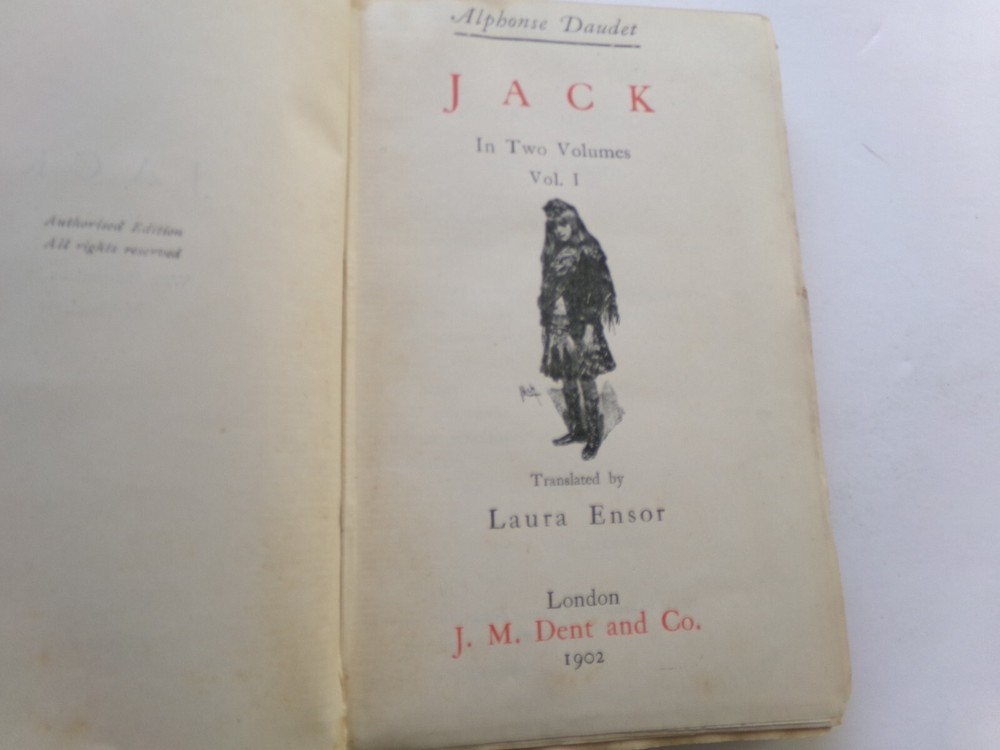 Authorised Edition
All rights reserved
Alphonse Daudet
JACK
In Two Volumes
Vol. I
Translated by
Laura Ensor
London
J. M. Dent and Co.
1902